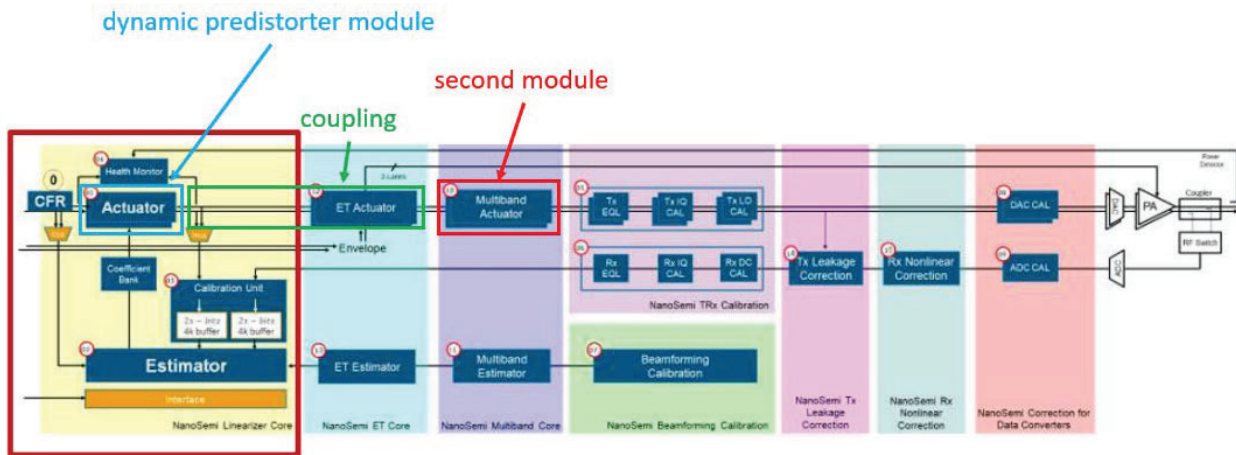 dynamic predistorter module
second module
coupling
Health Monitor
0
CFR
Actuator
ET Actuator
Multiband
Actuator
Envelope
Coefficient
Bank
Calibration Unit
4k buffer
4k buffer
Estimator
Interface
NanoSemi Linearizer Core
ET Estimator
NanoSemi ET Core
Multiband
Estimator
NanoSemi Multiband Core
Tx
EQL
Tx IQ
CAL
Tx LO
CAL
Rx
EQL
Rx IQ
CAL
Rx DC
CAL
NanoSemi TRx Calibration
Beamforming
Calibration
NanoSemi Beamforming Calibration
Tx Leakage
Correction
NanoSemi Tx
Leakage
Correction
Rx Nonlinear
Correction
NanoSemi Rx
Nonlinear
Correction
DAC CAL
ADC CAL
NanoSemi Correction for
Data Converters
DAC
ADC
PA
Power
Detector
Coupler
RF Switch